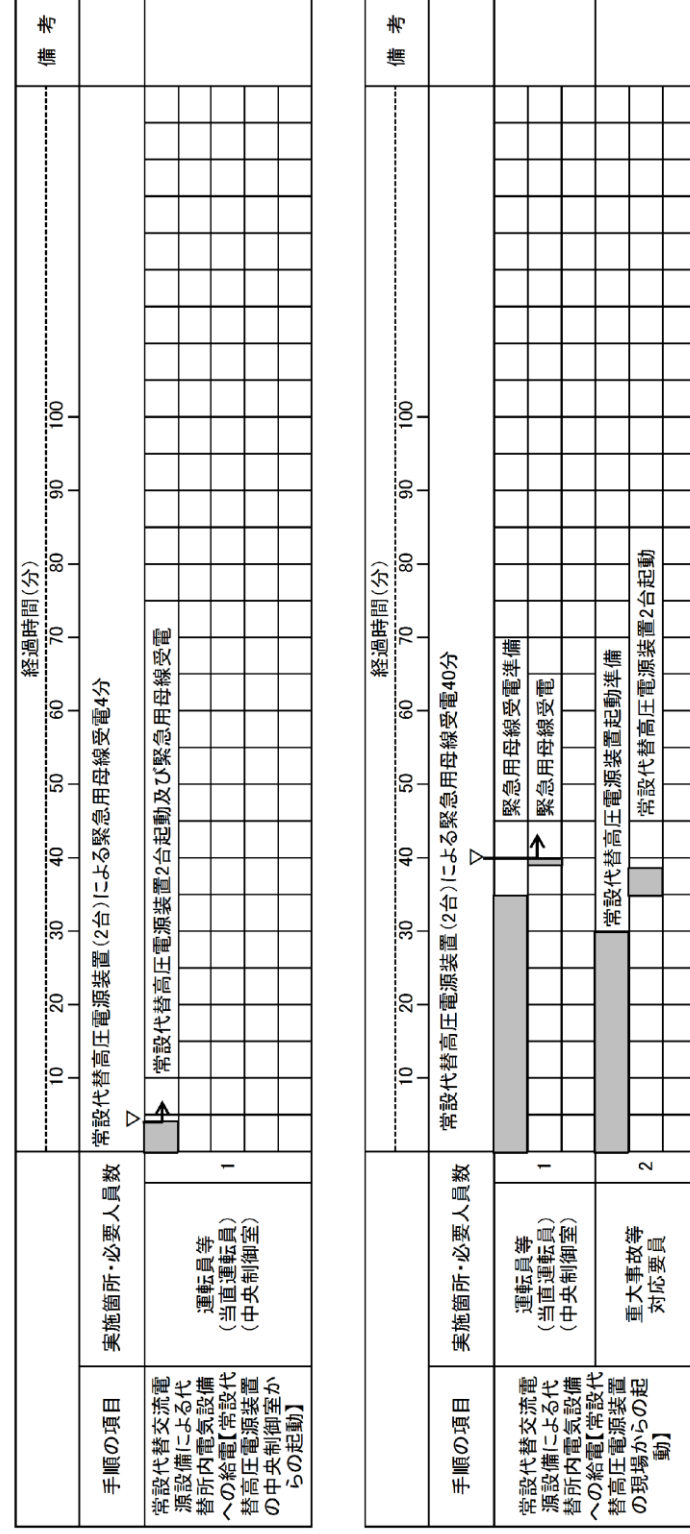 手順の項目
実施箇所・必要人員数
経過時間(分)
備 考
10 20 30 40 50 60 70 80 90 100
常設代替高圧電源装置(2台)による緊急用母線受電4分
▽
常設代替交流電
源設備による代
替所内電気設備
への給電【常設代
替高圧電源装置
の中央制御室か
らの起動】
運転員等
(当直運転員)
(中央制御室)
1
常設代替高圧電源装置2台起動及び緊急用母線受電
手順の項目
実施箇所・必要人員数
経過時間(分)
備 考
10 20 30 40 50 60 70 80 90 100
常設代替高圧電源装置(2台)による緊急用母線受電40分
▽
常設代替交流電
源設備による代
替所内電気設備
への給電【常設代
替高圧電源装置
の現場からの起
動】
運転員等
(当直運転員)
(中央制御室)
1
緊急用母線受電準備
緊急用母線受電
重大事故等
対応要員
2
常設代替高圧電源装置起動準備
常設代替高圧電源装置2台起動